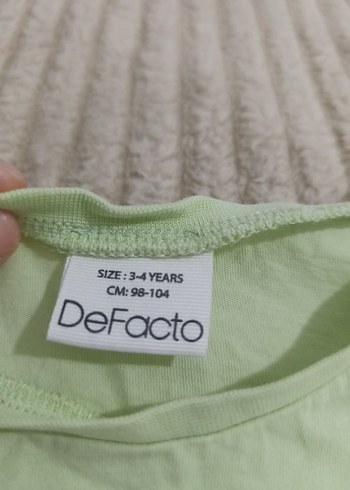 SIZE : 3-4 YEARS
CM: 98-104
DeFacto